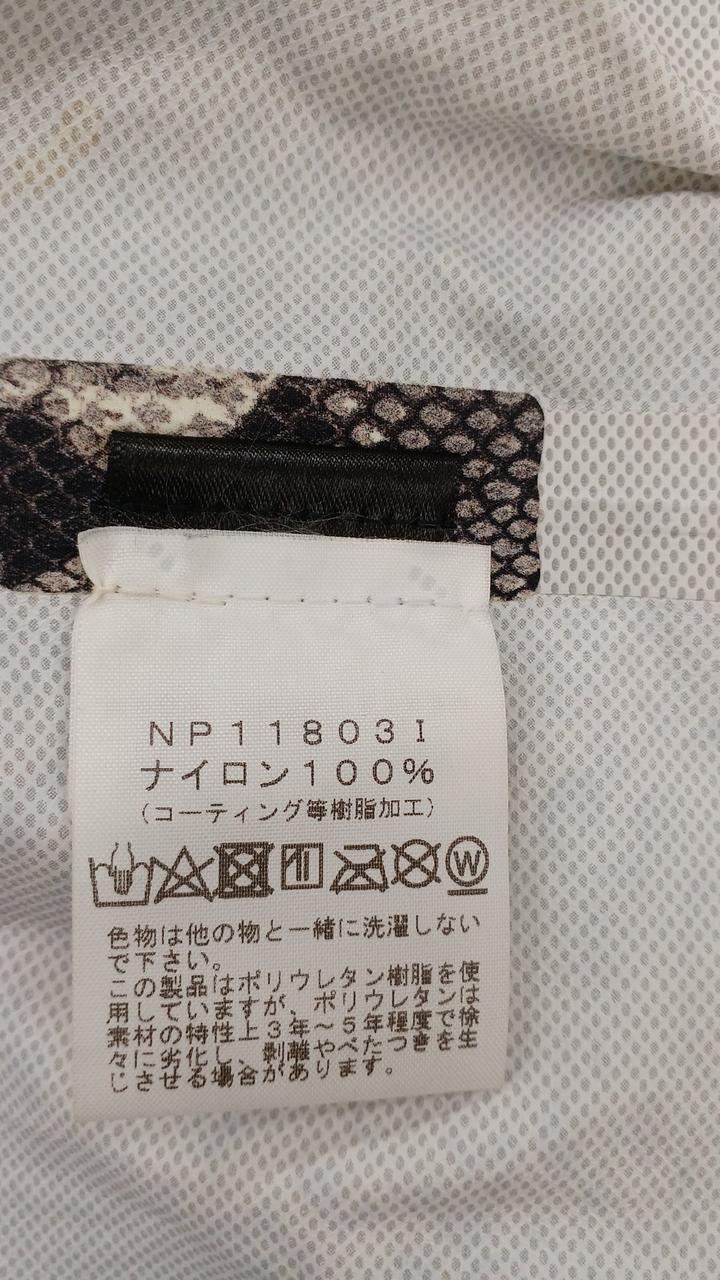 NP11803I
ナイロン100%
（コーティング等樹脂加工）
W
色物は他の物と一緒に洗濯しない
で下さい。
この製品はポリウレタン樹脂を使
用していますが、ポリウレタンは
素材の特性上3年～5年程度で徐
々に劣化し、剥離やべたつきを生
じさせる場合があります。